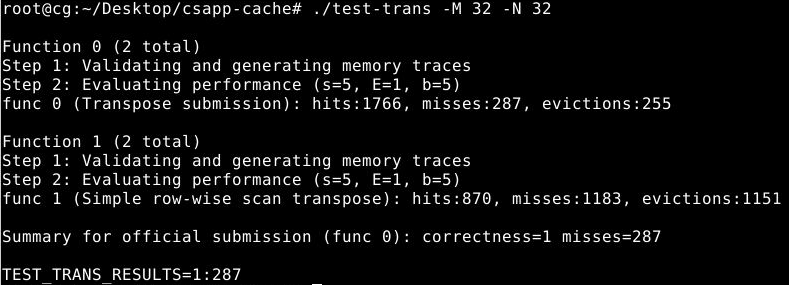 root@cg:~/Desktop/csapp-cache# ./test-trans -M 32 -N 32
Function 0 (2 total)
Step 1: Validating and generating memory traces
Step 2: Evaluating performance (s=5, E=1, b=5)
func 0 (Transpose submission): hits:1766, misses:287, evictions:255
Function 1 (2 total)
Step 1: Validating and generating memory traces
Step 2: Evaluating performance (s=5, E=1, b=5)
func 1 (Simple row-wise scan transpose): hits:870, misses:1183, evictions:1151
Summary for official submission (func 0): correctness=1 misses=287
TEST_TRANS_RESULTS=1:287